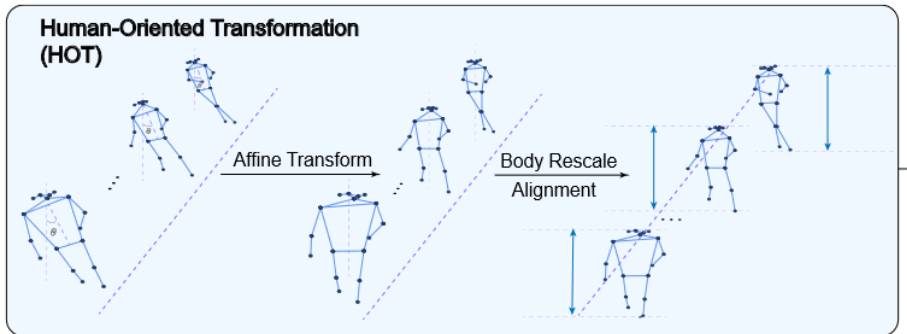 Human-Oriented Transformation
(HOT)
θ
θ
θ
Affine Transform
Body Rescale
Alignment